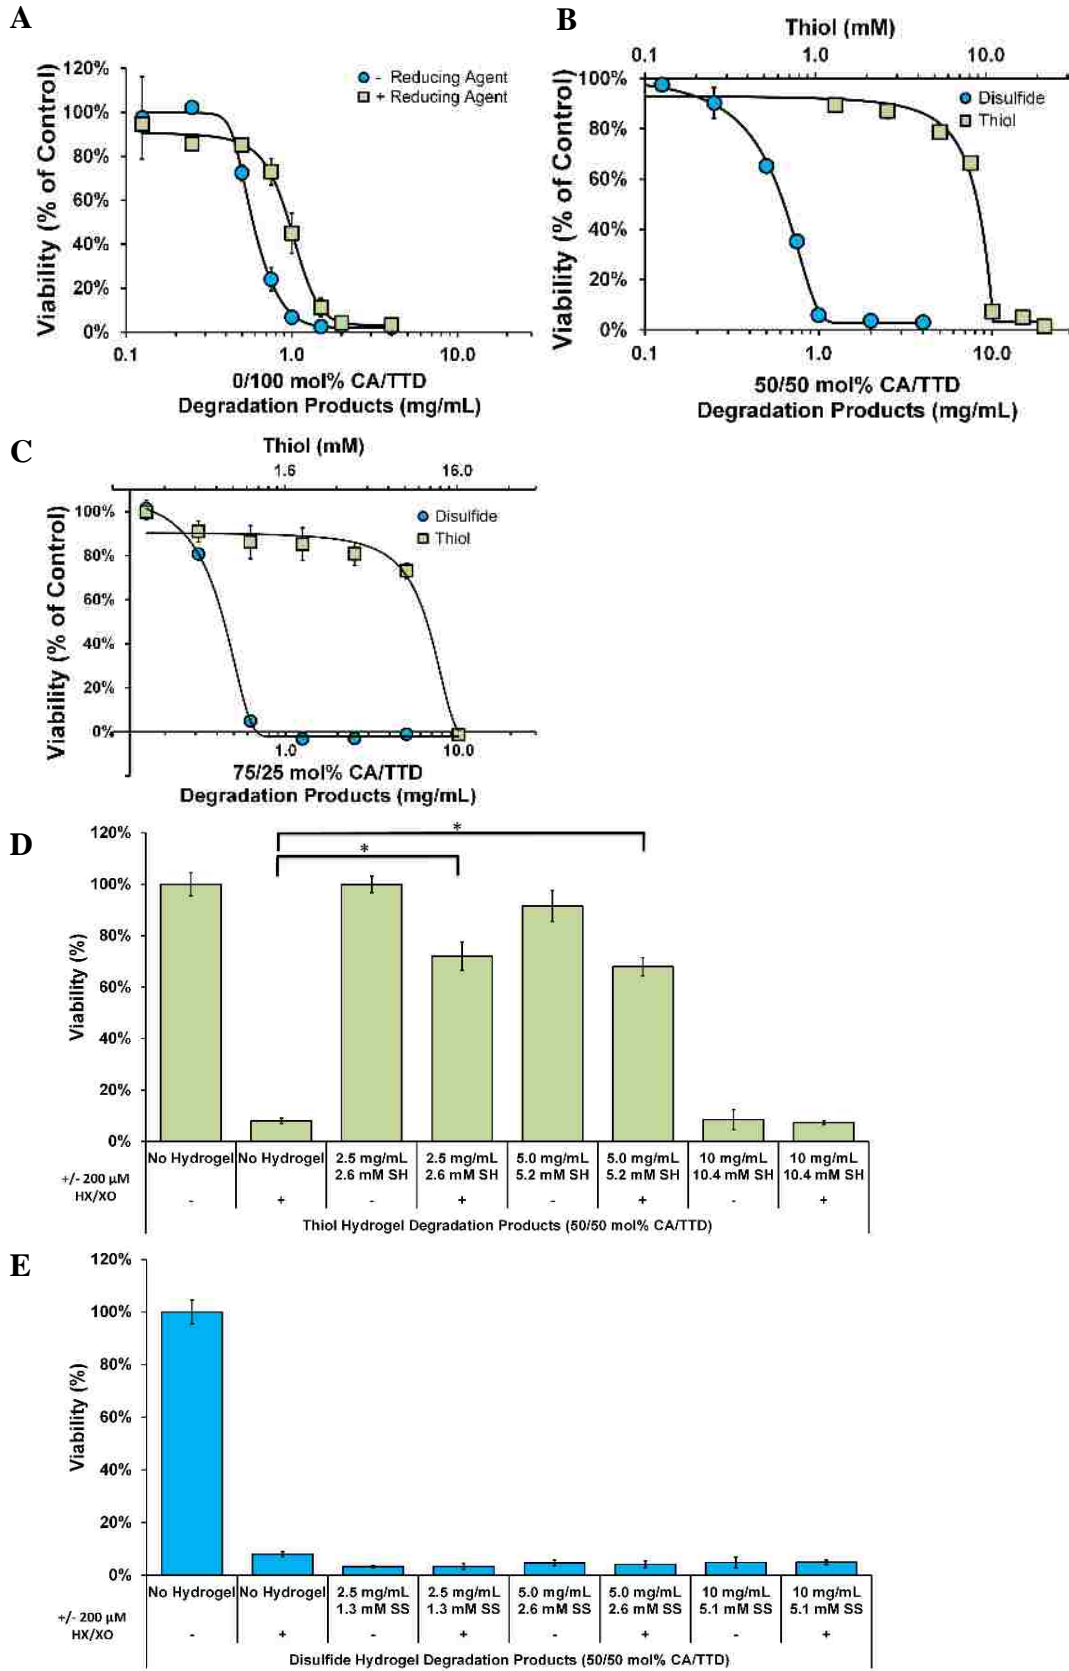 A
Viability (% of Control)
120%
100%
80%
60%
40%
20%
0%
- Reducing Agent
+ Reducing Agent
0.1 1.0 10.0
0/100 mol% CA/TTD
Degradation Products (mg/mL)
B
Thiol (mM)
0.1 1.0 10.0
Viability (% of Control)
100%
80%
60%
40%
20%
0%
Disulfide
Thiol
0.1 1.0 10.0
50/50 mol% CA/TTD
Degradation Products (mg/mL)
C
Thiol (mM)
1.6 16.0
Viability (% of Control)
100%
80%
60%
40%
20%
0%
Disulfide
Thiol
1.0 10.0
75/25 mol% CA/TTD
Degradation Products (mg/mL)
D
Viability (%)
120%
100%
80%
60%
40%
20%
0%
* *
No Hydrogel No Hydrogel 2.5 mg/mL 2.5 mg/mL 5.0 mg/mL 5.0 mg/mL 10 mg/mL 10 mg/mL
2.6 mM SH 2.6 mM SH 5.2 mM SH 5.2 mM SH 10.4 mM SH 10.4 mM SH
+/- 200 µM
HX/XO
- + - + - + - +
Thiol Hydrogel Degradation Products (50/50 mol% CA/TTD)
E
Viability (%)
120%
100%
80%
60%
40%
20%
0%
No Hydrogel No Hydrogel 2.5 mg/mL 2.5 mg/mL 5.0 mg/mL 5.0 mg/mL 10 mg/mL 10 mg/mL
1.3 mM SS 1.3 mM SS 2.6 mM SS 2.6 mM SS 5.1 mM SS 5.1 mM SS
+/- 200 µM
HX/XO
- + - + - + - +
Disulfide Hydrogel Degradation Products (50/50 mol% CA/TTD)